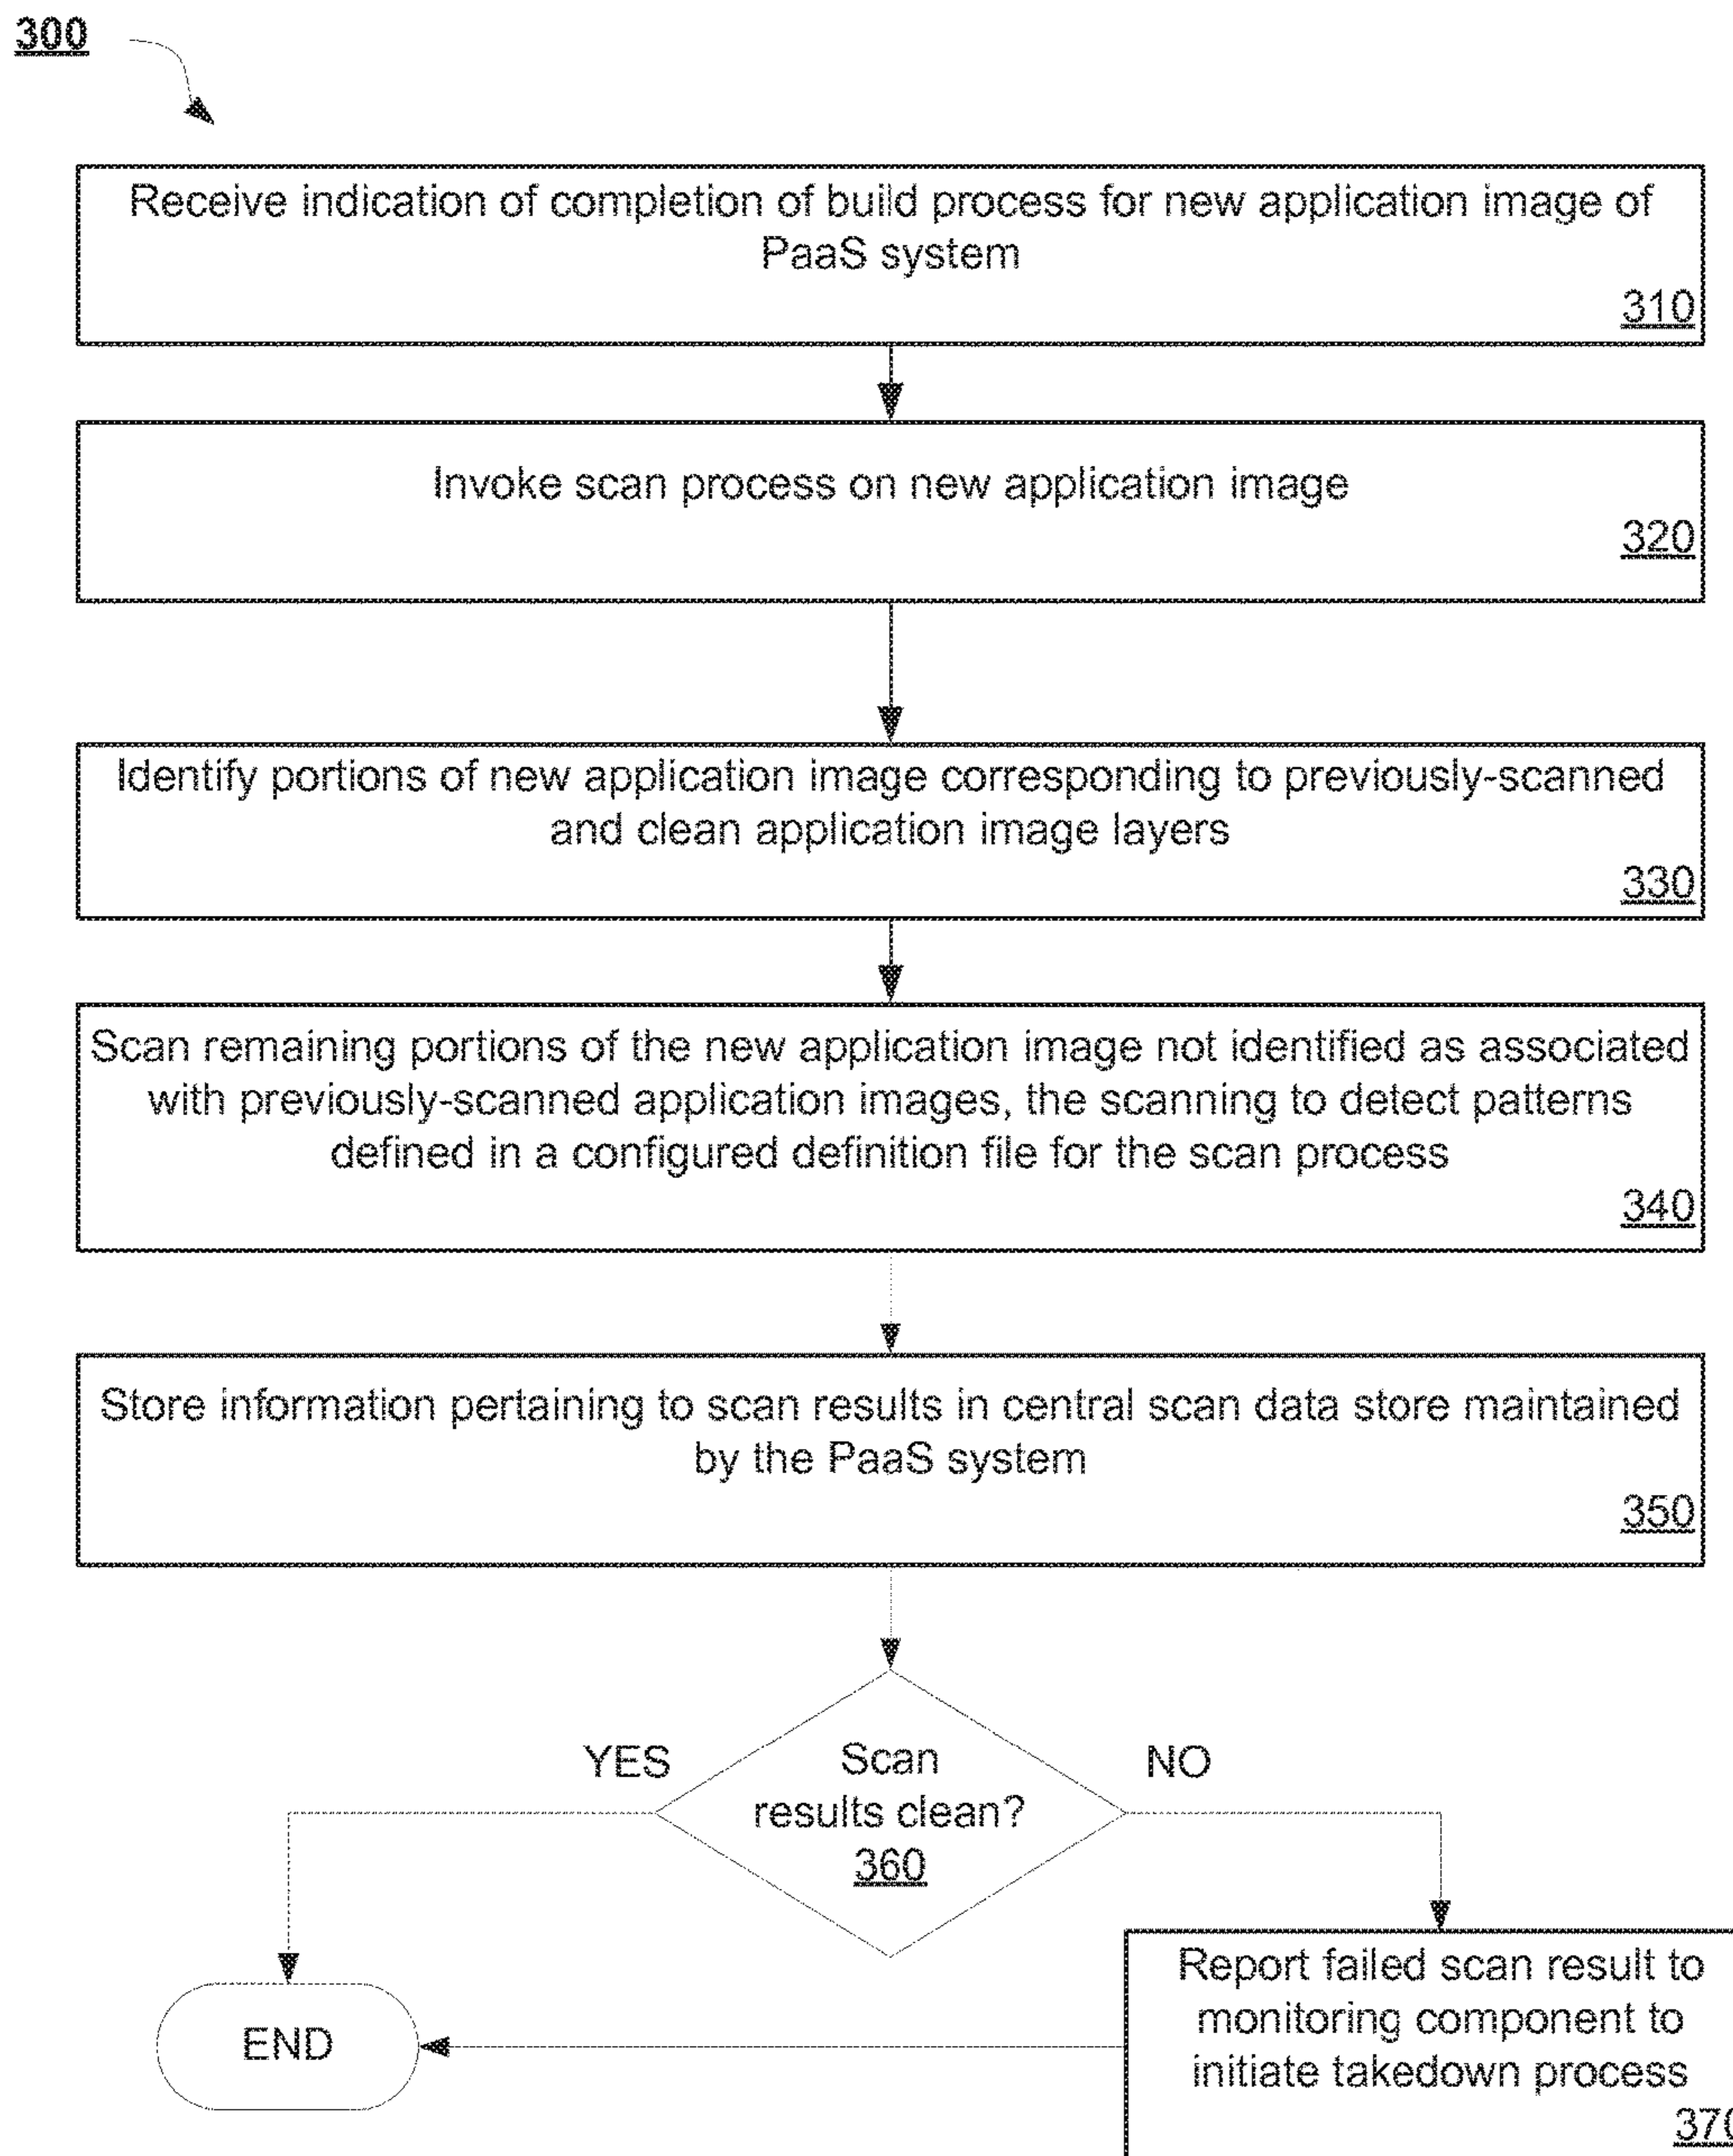 300
Receive indication of completion of build process for new application image of
PaaS system
310
Invoke scan process on new application image
320
Identify portions of new application image corresponding to previously-scanned
and clean application image layers
330
Scan remaining portions of the new application image not identified as associated
with previously-scanned application images, the scanning to detect patterns
defined in a configured definition file for the scan process
340
Store information pertaining to scan results in central scan data store maintained
by the PaaS system
350
YES
Scan
results clean?
360
NO
Report failed scan result to
monitoring component to
initiate takedown process
370
END